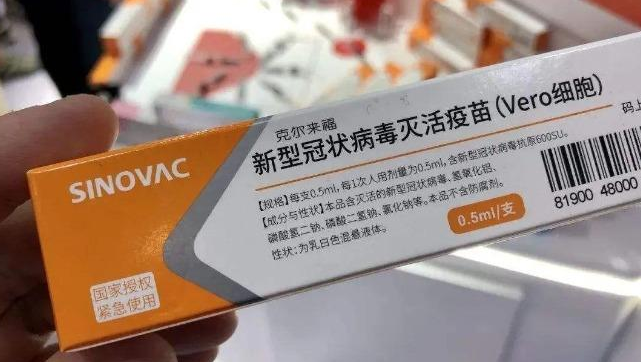 克尔来福
新型冠状病毒灭活疫苗(Vero细胞)
码上
SINOVAC
【规格】每支0.5ml,每1次人用剂量为0.5ml,含新型冠状病毒抗原600SU。
【成分与性状】本品含灭活的新型冠状病毒、氢氧化铝、
磷酸氢二钠、磷酸二氢钠、氯化钠等。本品不含防腐剂。
性状:为乳白色混悬液体。
0.5ml/支
81900 48000
国家授权
紧急使用